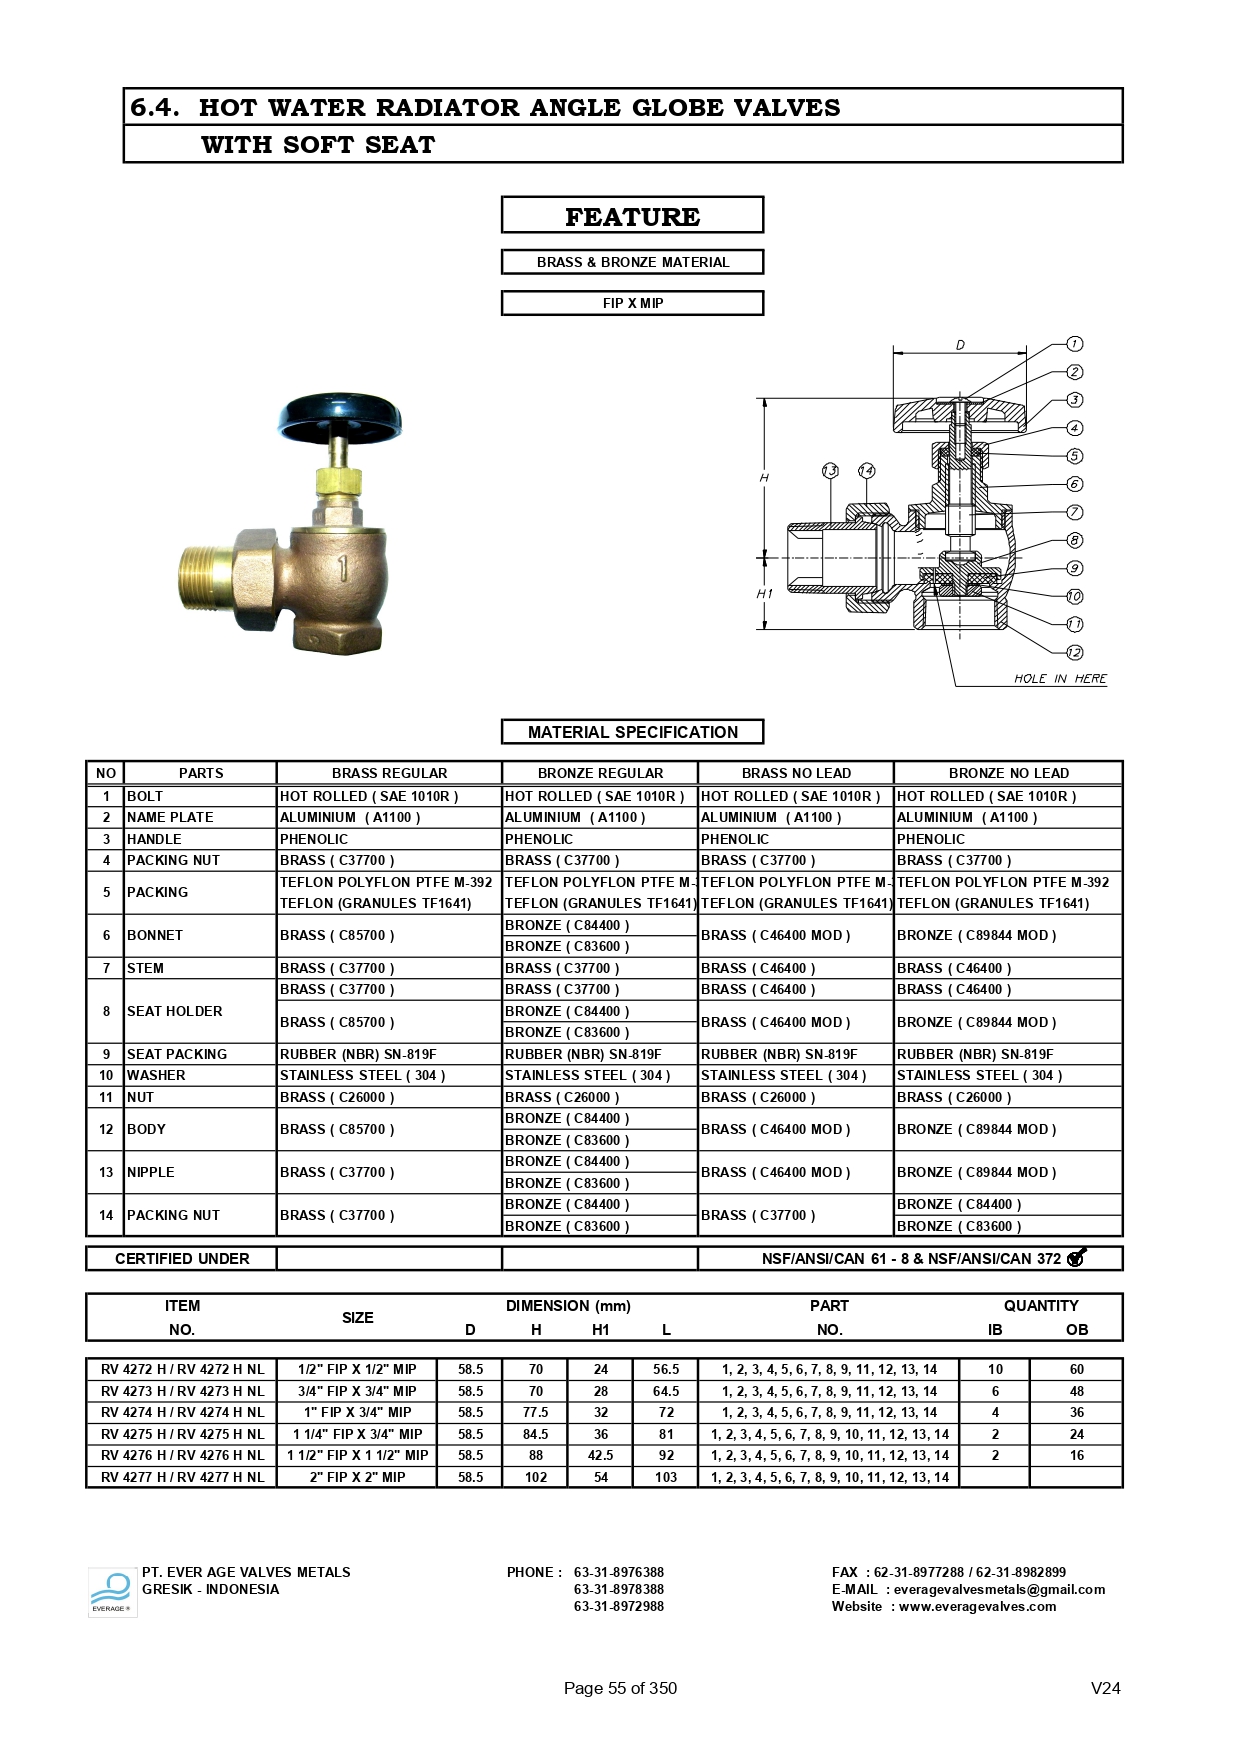 6.4. HOT WATER RADIATOR ANGLE GLOBE VALVES
WITH SOFT SEAT
FEATURE
BRASS & BRONZE MATERIAL
FIP X MIP
1
D
H
H1
1
2
3
4
5
6
7
8
9
10
11
12
13
14
HOLE IN HERE
MATERIAL SPECIFICATION
NO PARTS BRASS REGULAR BRONZE REGULAR BRASS NO LEAD BRONZE NO LEAD
1 BOLT HOT ROLLED ( SAE 1010R ) HOT ROLLED ( SAE 1010R ) HOT ROLLED ( SAE 1010R ) HOT ROLLED ( SAE 1010R )
2 NAME PLATE ALUMINIUM ( A1100 ) ALUMINIUM ( A1100 ) ALUMINIUM ( A1100 ) ALUMINIUM ( A1100 )
3 HANDLE PHENOLIC PHENOLIC PHENOLIC PHENOLIC
4 PACKING NUT BRASS ( C37700 ) BRASS ( C37700 ) BRASS ( C37700 ) BRASS ( C37700 )
5 PACKING TEFLON POLYFLON PTFE M-392 TEFLON POLYFLON PTFE M- TEFLON POLYFLON PTFE M- TEFLON POLYFLON PTFE M-392
TEFLON (GRANULES TF1641) TEFLON (GRANULES TF1641) TEFLON (GRANULES TF1641) TEFLON (GRANULES TF1641)
6 BONNET BRASS ( C85700 ) BRONZE ( C84400 ) BRASS ( C46400 MOD ) BRONZE ( C89844 MOD )
BRONZE ( C83600 )
7 STEM BRASS ( C37700 ) BRASS ( C37700 ) BRASS ( C46400 ) BRASS ( C46400 )
8 SEAT HOLDER BRASS ( C37700 ) BRASS ( C37700 ) BRASS ( C46400 ) BRASS ( C46400 )
BRASS ( C85700 ) BRONZE ( C84400 ) BRASS ( C46400 MOD ) BRONZE ( C89844 MOD )
BRONZE ( C83600 )
9 SEAT PACKING RUBBER (NBR) SN-819F RUBBER (NBR) SN-819F RUBBER (NBR) SN-819F RUBBER (NBR) SN-819F
10 WASHER STAINLESS STEEL ( 304 ) STAINLESS STEEL ( 304 ) STAINLESS STEEL ( 304 ) STAINLESS STEEL ( 304 )
11 NUT BRASS ( C26000 ) BRASS ( C26000 ) BRASS ( C26000 ) BRASS ( C26000 )
12 BODY BRASS ( C85700 ) BRONZE ( C84400 ) BRASS ( C46400 MOD ) BRONZE ( C89844 MOD )
BRONZE ( C83600 )
13 NIPPLE BRASS ( C37700 ) BRONZE ( C84400 ) BRASS ( C46400 MOD ) BRONZE ( C89844 MOD )
BRONZE ( C83600 )
14 PACKING NUT BRASS ( C37700 ) BRONZE ( C84400 ) BRASS ( C37700 ) BRONZE ( C84400 )
BRONZE ( C83600 ) BRONZE ( C83600 )
CERTIFIED UNDER NSF/ANSI/CAN 61 - 8 & NSF/ANSI/CAN 372
ITEM SIZE DIMENSION (mm) PART QUANTITY
NO. D H H1 L NO. IB OB
RV 4272 H / RV 4272 H NL 1/2" FIP X 1/2" MIP 58.5 70 24 56.5 1, 2, 3, 4, 5, 6, 7, 8, 9, 11, 12, 13, 14 10 60
RV 4273 H / RV 4273 H NL 3/4" FIP X 3/4" MIP 58.5 70 28 64.5 1, 2, 3, 4, 5, 6, 7, 8, 9, 11, 12, 13, 14 6 48
RV 4274 H / RV 4274 H NL 1" FIP X 3/4" MIP 58.5 77.5 32 72 1, 2, 3, 4, 5, 6, 7, 8, 9, 11, 12, 13, 14 4 36
RV 4275 H / RV 4275 H NL 1 1/4" FIP X 3/4" MIP 58.5 84.5 36 81 1, 2, 3, 4, 5, 6, 7, 8, 9, 10, 11, 12, 13, 14 2 24
RV 4276 H / RV 4276 H NL 1 1/2" FIP X 1 1/2" MIP 58.5 88 42.5 92 1, 2, 3, 4, 5, 6, 7, 8, 9, 10, 11, 12, 13, 14 2 16
RV 4277 H / RV 4277 H NL 2" FIP X 2" MIP 58.5 102 54 103 1, 2, 3, 4, 5, 6, 7, 8, 9, 10, 11, 12, 13, 14
EVERAGE ®
PT. EVER AGE VALVES METALS PHONE : 63-31-8976388 FAX : 62-31-8977288 / 62-31-8982899
GRESIK - INDONESIA 63-31-8978388 E-MAIL : everagevalvesmetals@gmail.com
63-31-8972988 Website : www.everagevalves.com
Page 55 of 350 V24